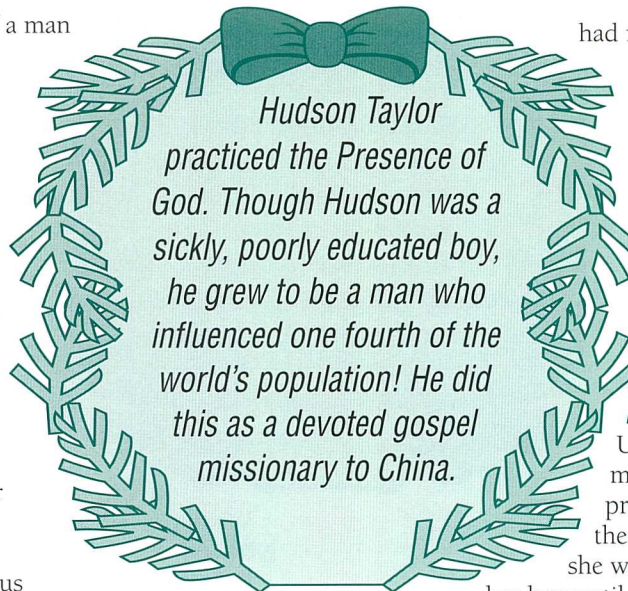 a man
had
Hudson Taylor
practiced the Presence of
God. Though Hudson was a
sickly, poorly educated boy,
he grew to be a man who
influenced one fourth of the
world's population! He did
this as a devoted gospel
missionary to China.
the
she w
us